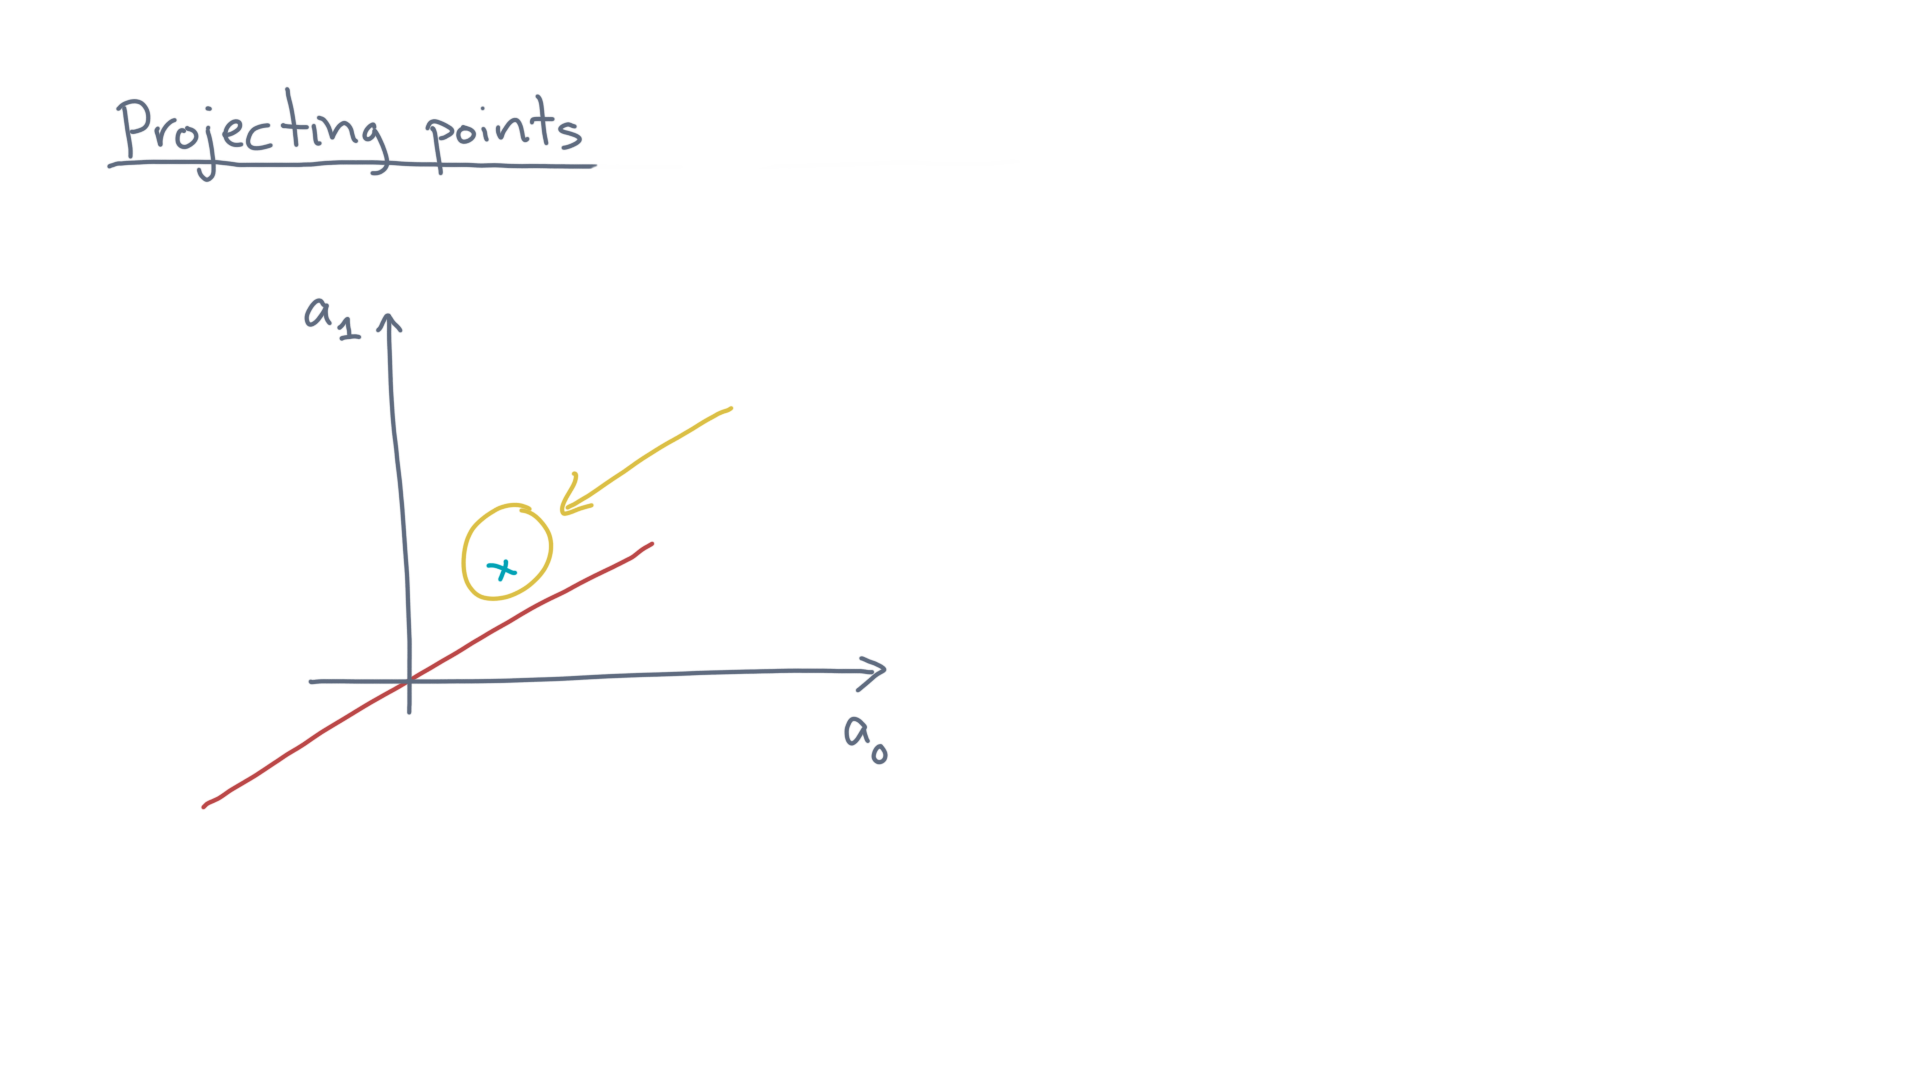 Projecting points
a₁
a₀